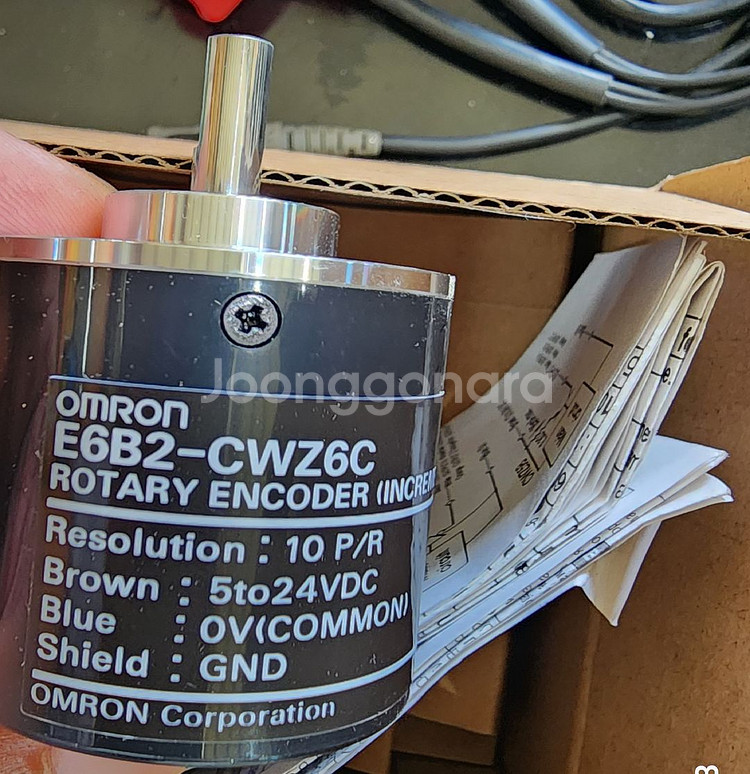 Joonggonara
OMRON
E6B2-CWZ6C
ROTARY ENCODER (INCREM
Resolution : 10 P/R
Brown : 5to24VDC
Blue : 0V(COMMON)
Shield : GND
OMRON Corporation